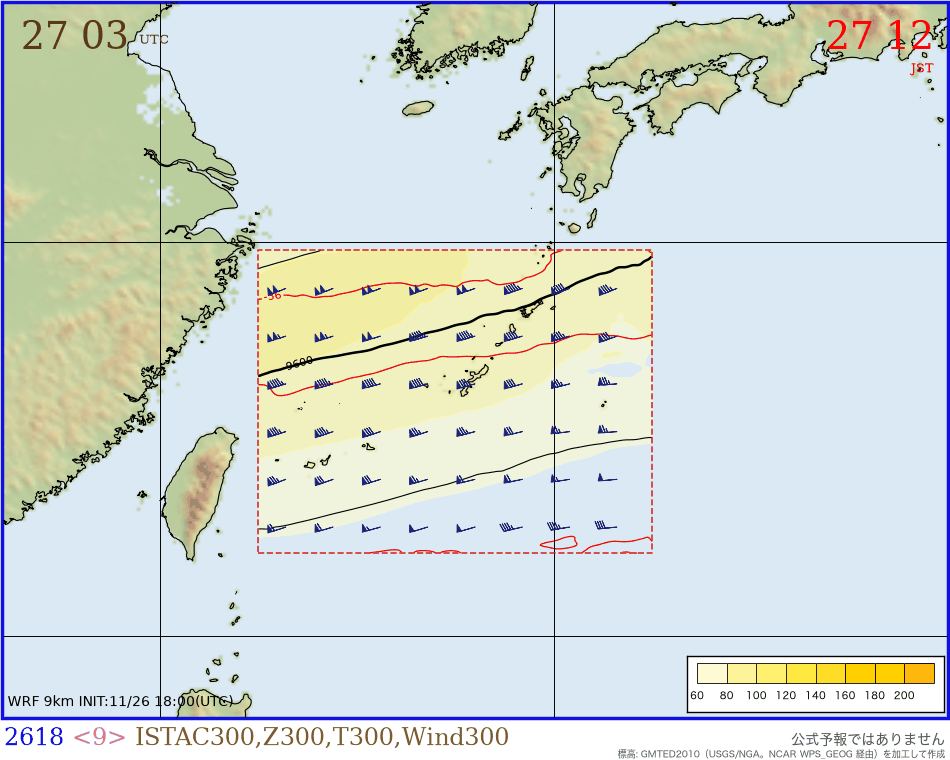 27 03 UTC
27 12
JST
-36
9600
60 80 100 120 140 160 180 200
WRF 9km INIT:11/26 18:00(UTC)
2618 <9> ISTAC300,Z300,T300,Wind300
公式予報ではありません
標高: GMTED2010（USGS/NGA。NCAR WPS_GEOG 経由）を加工して作成